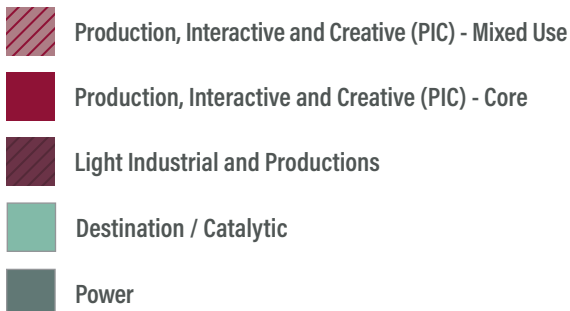 Production, Interactive and Creative (PIC) - Mixed Use
Production, Interactive and Creative (PIC) - Core
Light Industrial and Productions
Destination / Catalytic
Power